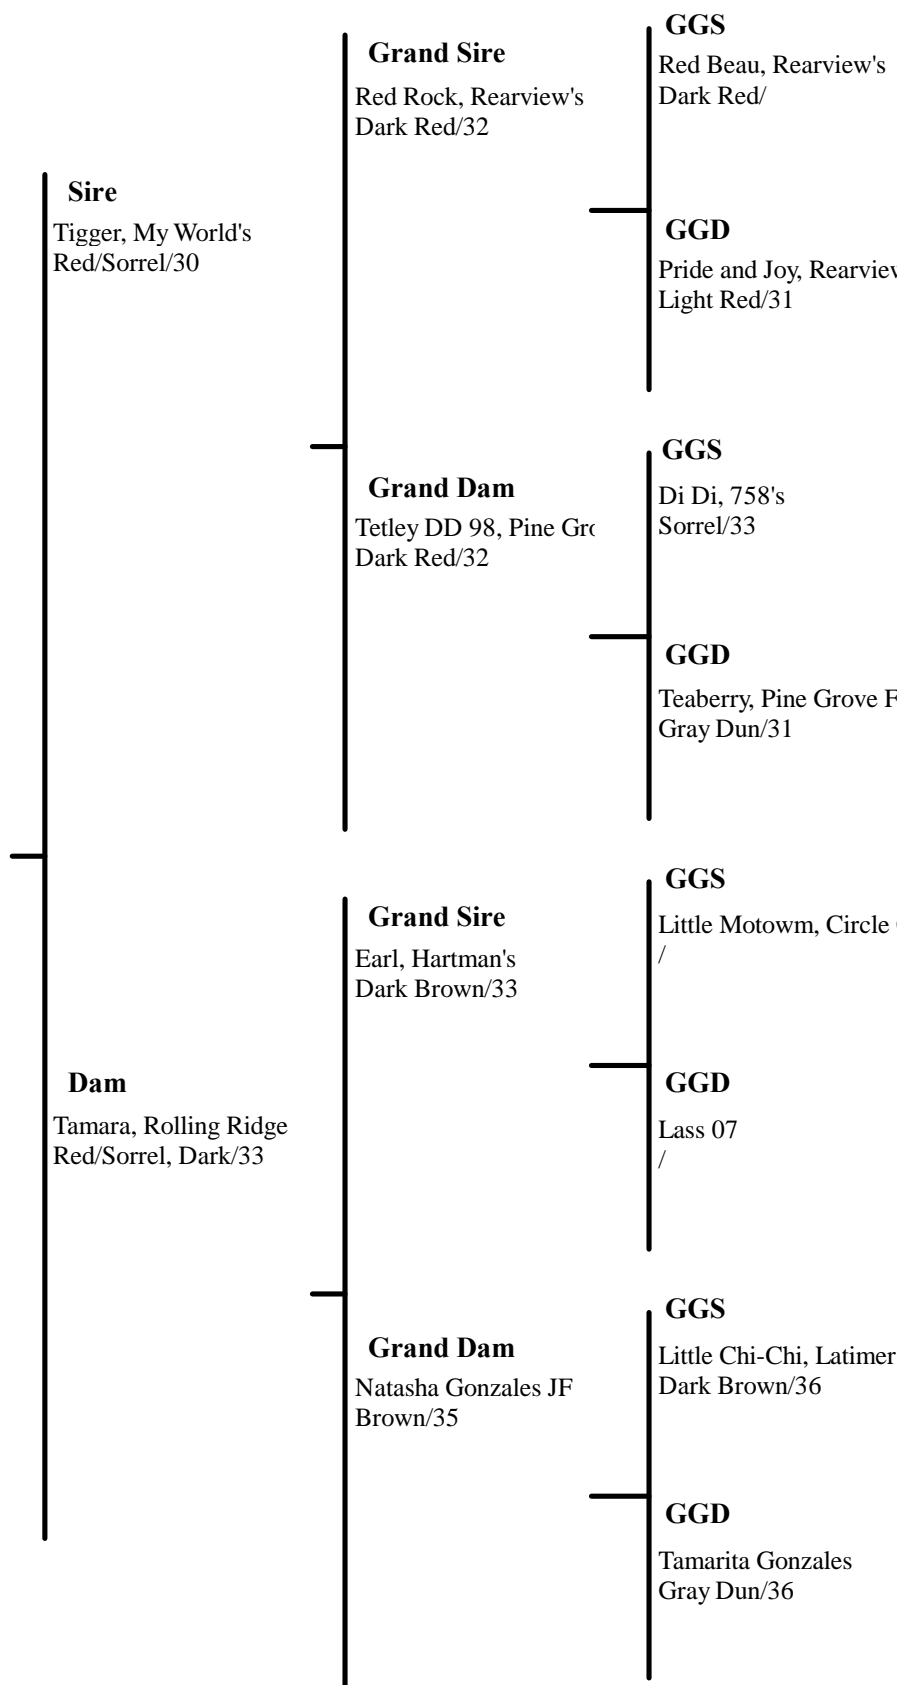 Sire
Tigger, My World's
Red/Sorrel/30
Dam
Tamara, Rolling Ridge
Red/Sorrel, Dark/33
Grand Sire
Red Rock, Rearview's
Dark Red/32
Grand Dam
Tetley DD 98, Pine Gro
Dark Red/32
Grand Sire
Earl, Hartman's
Dark Brown/33
Grand Dam
Natasha Gonzales JF
Brown/35
GGS
Red Beau, Rearview's
Dark Red/
GGD
Pride and Joy, Rearview
Light Red/31
GGS
Di Di, 758's
Sorrel/33
GGD
Teaberry, Pine Grove F
Gray Dun/31
GGS
Little Motowm, Circle
/
GGD
Lass 07
/
GGS
Little Chi-Chi, Latimer
Dark Brown/36
GGD
Tamarita Gonzales
Gray Dun/36